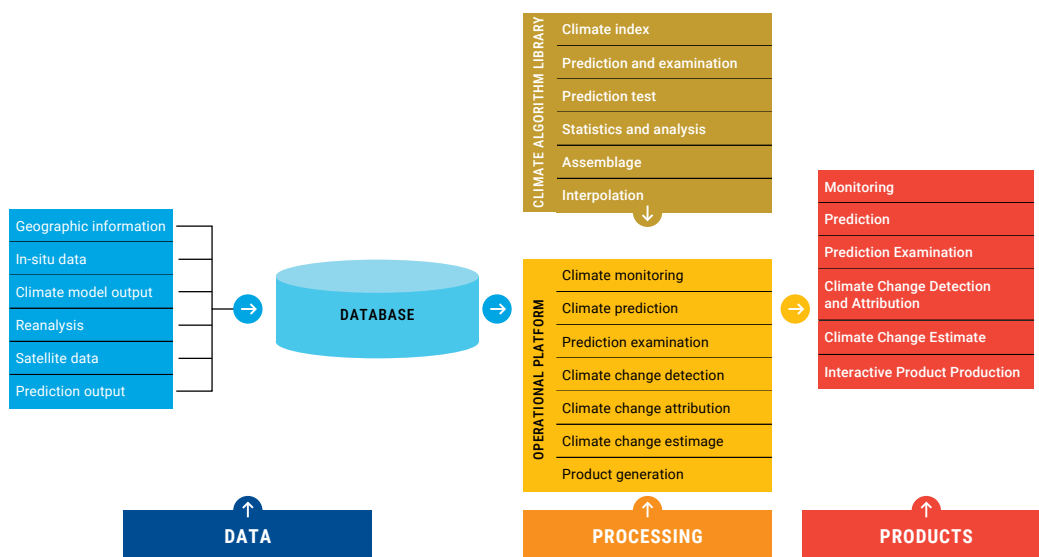 Geographic information
In-situ data
Climate model output
Reanalysis
Satellite data
Prediction output
DATABASE
CLIMATE ALGORITHM LIBRARY
Climate index
Prediction and examination
Prediction test
Statistics and analysis
Assemblage
Interpolation
OPERATIONAL PLATFORM
Climate monitoring
Climate prediction
Prediction examination
Climate change detection
Climate change attribution
Climate change estimage
Product generation
Monitoring
Prediction
Prediction Examination
Climate Change Detection
and Attribution
Climate Change Estimate
Interactive Product Production
DATA
PROCESSING
PRODUCTS